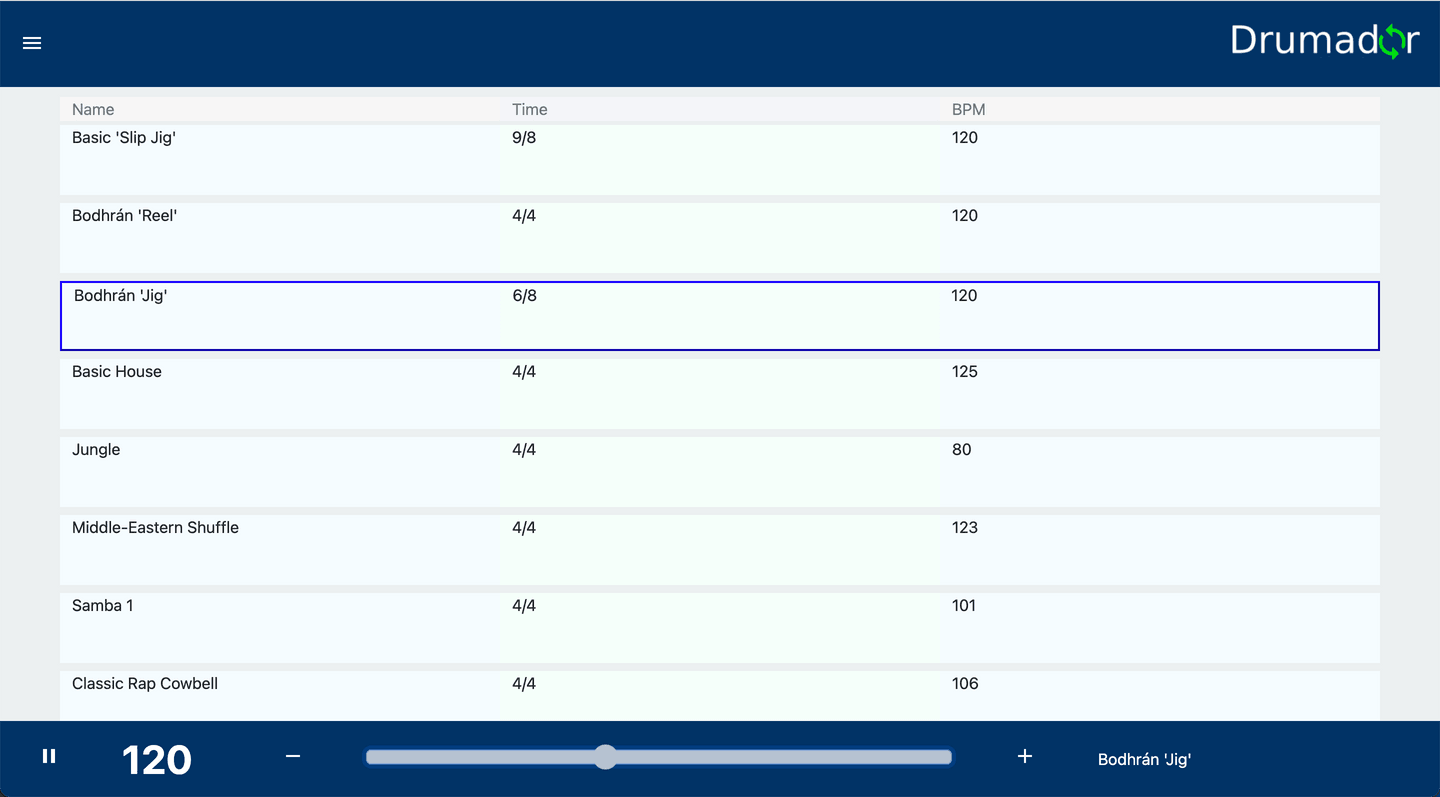 Drumador
Name Time BPM
Basic 'Slip Jig' 9/8 120
Bodhrán 'Reel' 4/4 120
Bodhrán 'Jig' 6/8 120
Basic House 4/4 125
Jungle 4/4 80
Middle-Eastern Shuffle 4/4 123
Samba 1 4/4 101
Classic Rap Cowbell 4/4 106
120 − + Bodhrán 'Jig'